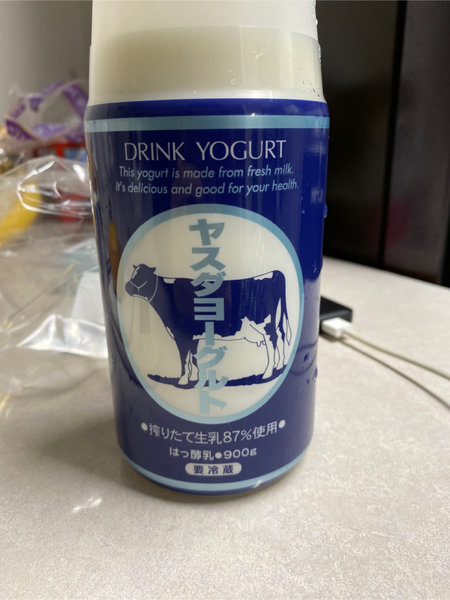 DRINK YOGURT
This yogurt is made from fresh milk.
It's delicious and good for your health.
ヤスダヨーグルト
●搾りたて生乳87%使用●
はっ酵乳●900g
要冷蔵